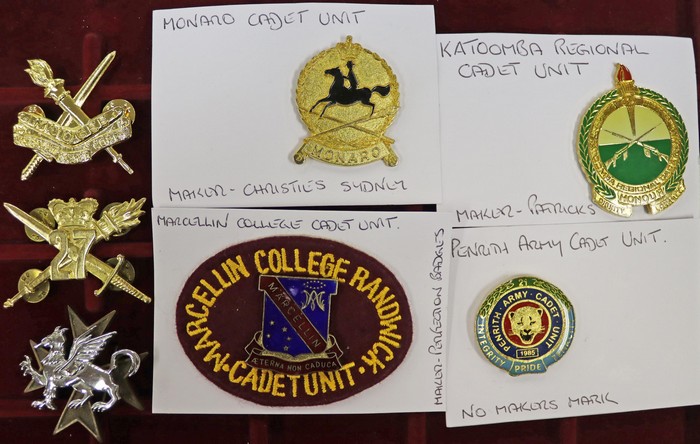 MONARO CADET UNIT
MONARO
MAKER - CHRISTIES SYDNEY
KATOOMBA REGIONAL
CADET UNIT
REGIONAL
HONOUR
MAKER - PATRICKS
MARCELLIN COLLEGE CADET UNIT.
MARCELLIN COLLEGE RANDWICK
MARCELLIN
ÆTERNA NON CADUCA
· CADET UNIT ·
MAKER - PERFECTION BADGES
PENRITH ARMY CADET UNIT.
PENRITH ARMY CADET UNIT
1985
INTEGRITY PRIDE
NO MAKERS MARK